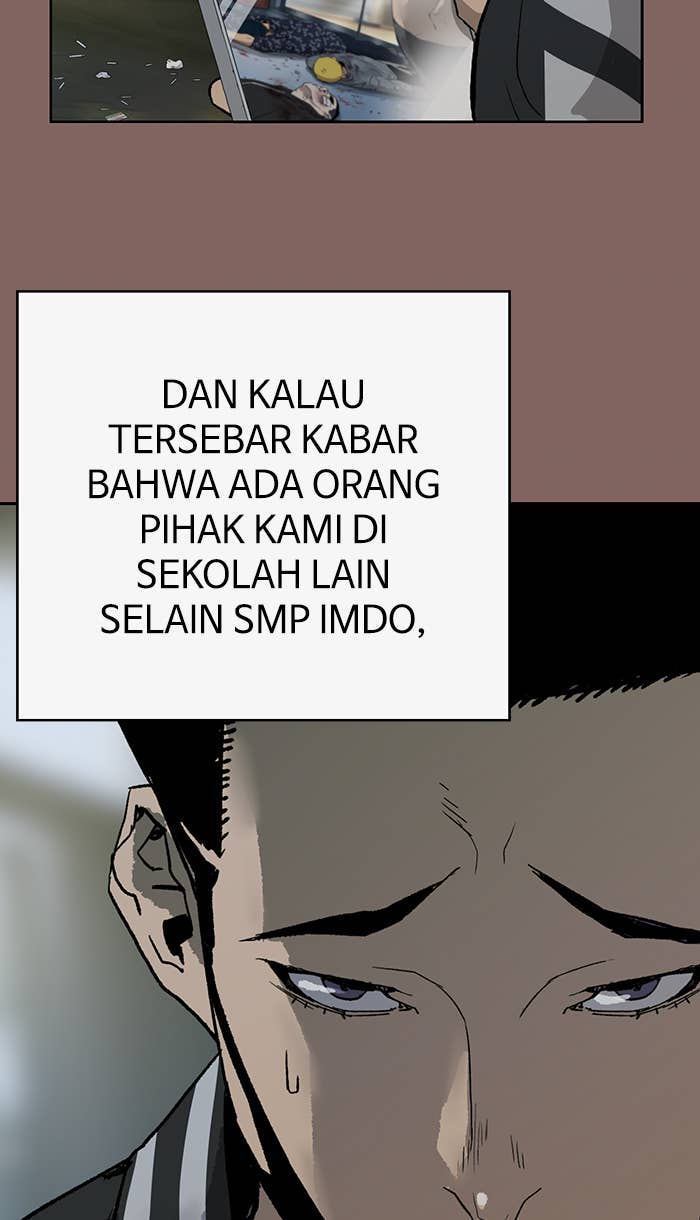 DAN KALAU
TERSEBAR KABAR
BAHWA ADA ORANG
PIHAK KAMI DI
SEKOLAH LAIN
SELAIN SMP IMDO,